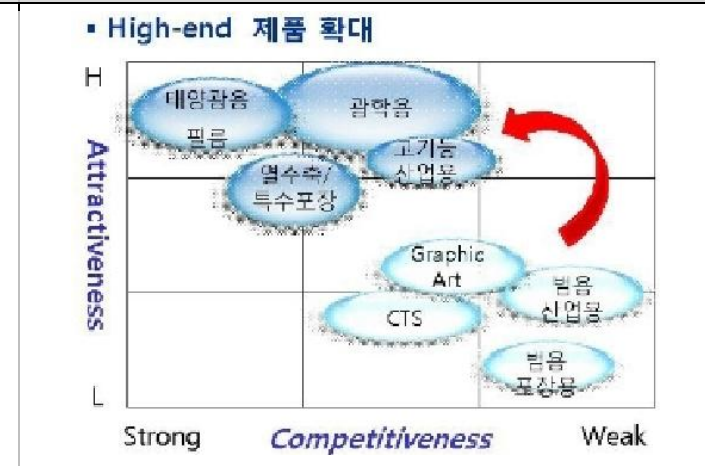 ▪ High-end 제품 확대
H
태양광용
필름
광학용
고기능
산업용
열수축/
특수포장
Attractiveness
Graphic
Art
범용
산업용
CTS
범용
포장용
L
Strong
Competitiveness
Weak